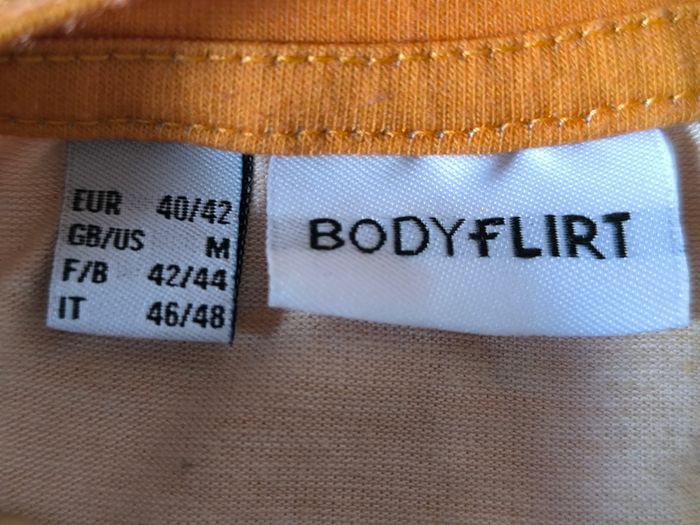 EUR 40/42
GB/US M
F/B 42/44
IT 46/48
BODYFLIRT